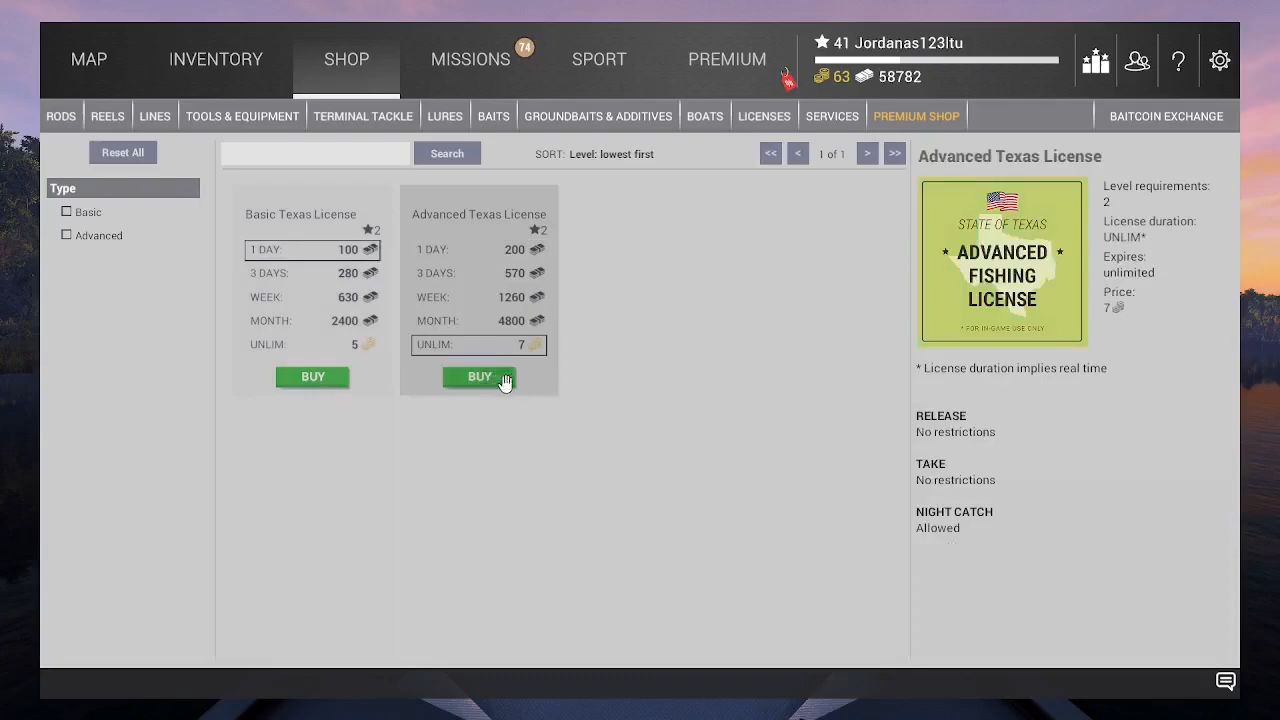 MAP
INVENTORY
SHOP
MISSIONS
74
SPORT
PREMIUM
41 Jordanas123ltu
63 58782
RODS
REELS
LINES
TOOLS & EQUIPMENT
TERMINAL TACKLE
LURES
BAITS
GROUNDBAITS & ADDITIVES
BOATS
LICENSES
SERVICES
PREMIUM SHOP
BAITCOIN EXCHANGE
Reset All
Type
Basic
Advanced
Search
SORT: Level: lowest first
<< < 1 of 1 > >>
Basic Texas License
2
1 DAY: 100
3 DAYS: 280
WEEK: 630
MONTH: 2400
UNLIM: 5
BUY
Advanced Texas License
2
1 DAY: 200
3 DAYS: 570
WEEK: 1260
MONTH: 4800
UNLIM: 7
BUY
Advanced Texas License
STATE OF TEXAS
ADVANCED
FISHING
LICENSE
* FOR IN-GAME USE ONLY
Level requirements:
2
License duration:
UNLIM*
Expires:
unlimited
Price:
7
* License duration implies real time
RELEASE
No restrictions
TAKE
No restrictions
NIGHT CATCH
Allowed